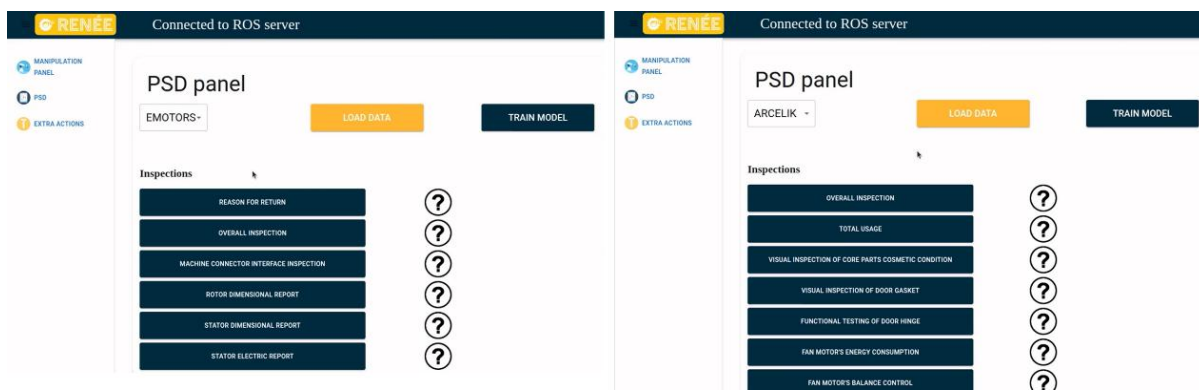 RENÉE Connected to ROS server
MANIPULATION
PANEL
PSD
EXTRA ACTIONS
PSD panel
EMOTORS
LOAD DATA
TRAIN MODEL
Inspections
REASON FOR RETURN ?
OVERALL INSPECTION ?
MACHINE CONNECTOR INTERFACE INSPECTION ?
ROTOR DIMENSIONAL REPORT ?
STATOR DIMENSIONAL REPORT ?
STATOR ELECTRIC REPORT ?
RENÉE Connected to ROS server
MANIPULATION
PANEL
PSD
EXTRA ACTIONS
PSD panel
ARCELIK
LOAD DATA
TRAIN MODEL
Inspections
OVERALL INSPECTION ?
TOTAL USAGE ?
VISUAL INSPECTION OF CORE PARTS COSMETIC CONDITION ?
VISUAL INSPECTION OF DOOR GASKET ?
FUNCTIONAL TESTING OF DOOR HINGE ?
FAN MOTOR'S ENERGY CONSUMPTION ?
FAN MOTOR'S BALANCE CONTROL ?